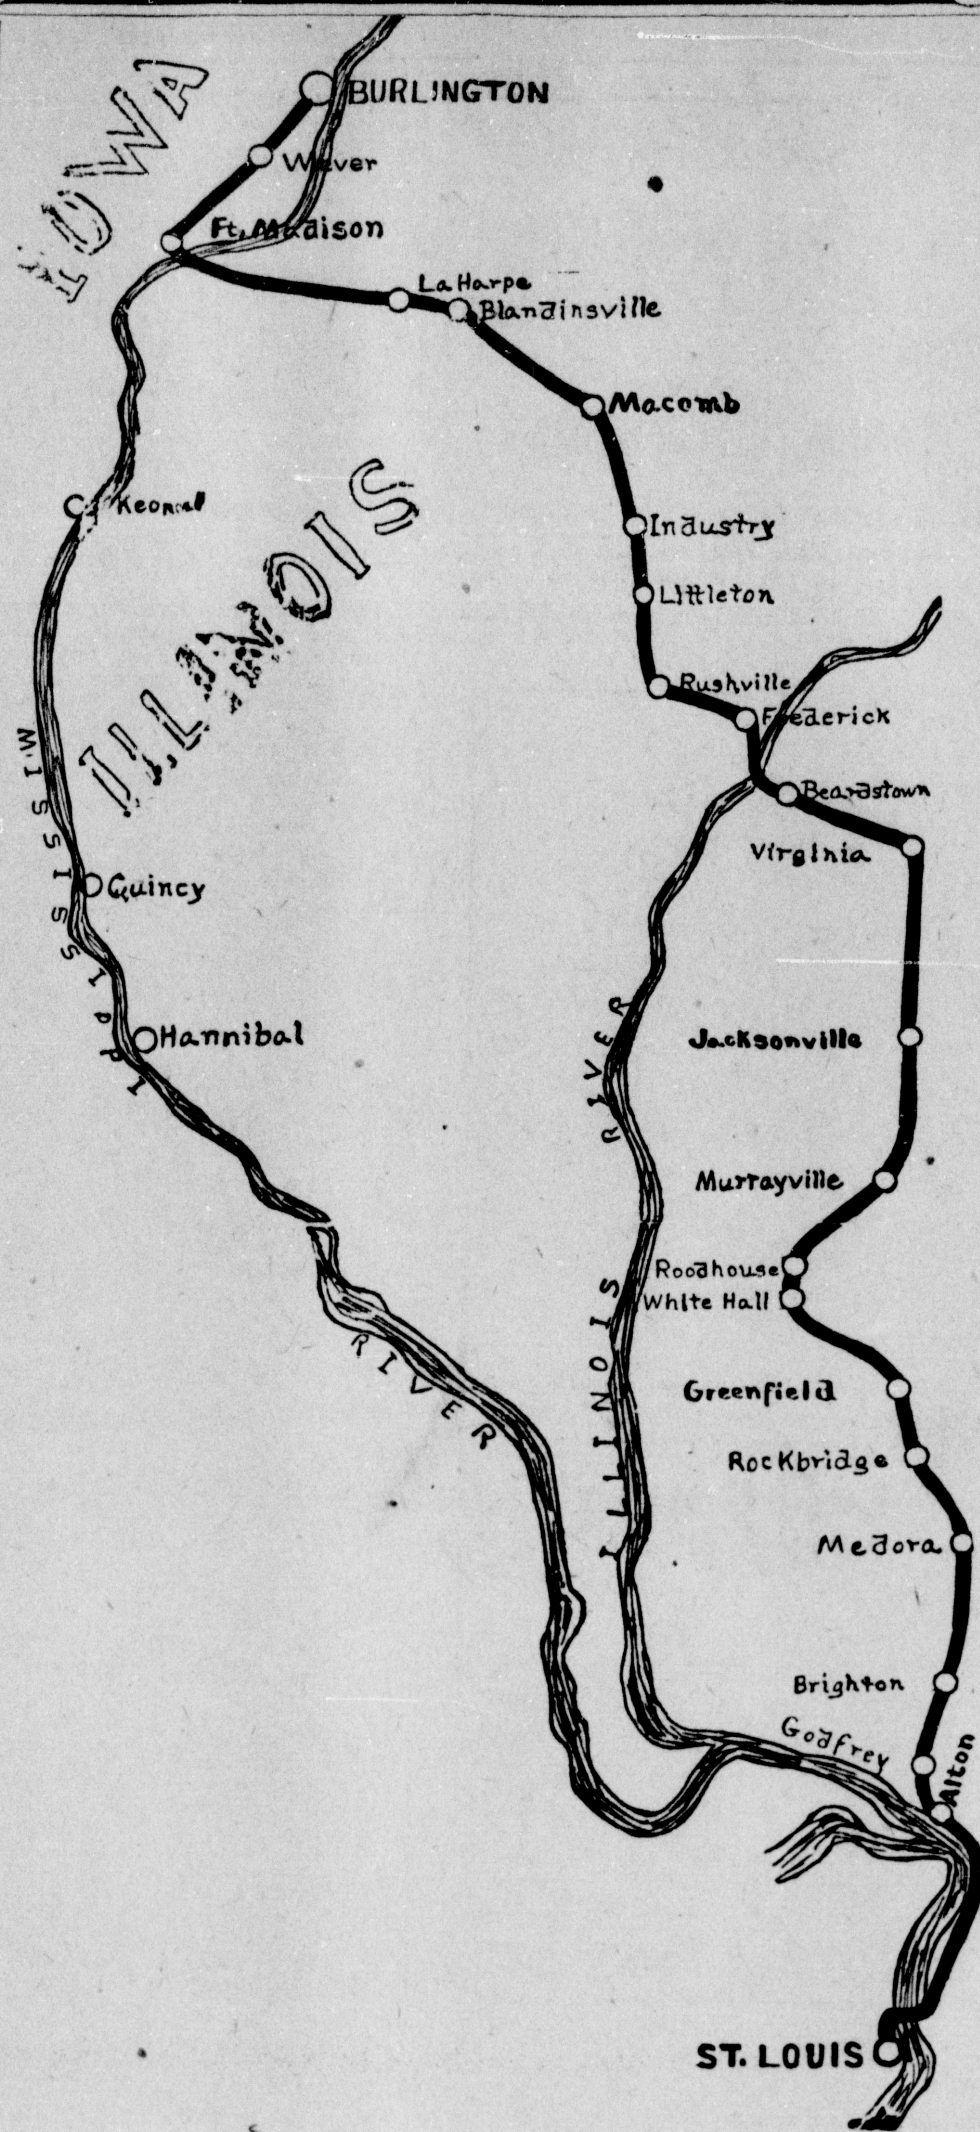 IOWA
BURLINGTON
Wever
Ft. Madison
La Harpe
Blandinsville
Macomb
ILLINOIS
Industry
Littleton
Rushville
Frederick
Beardstown
Virginia
MISSISSIPPI
Quincy
Hannibal
Jacksonville
Murrayville
Roodhouse
White Hall
RIVER
ILLINOIS RIVER
Greenfield
Rockbridge
Medora
Brighton
Godfrey
Alton
ST. LOUIS